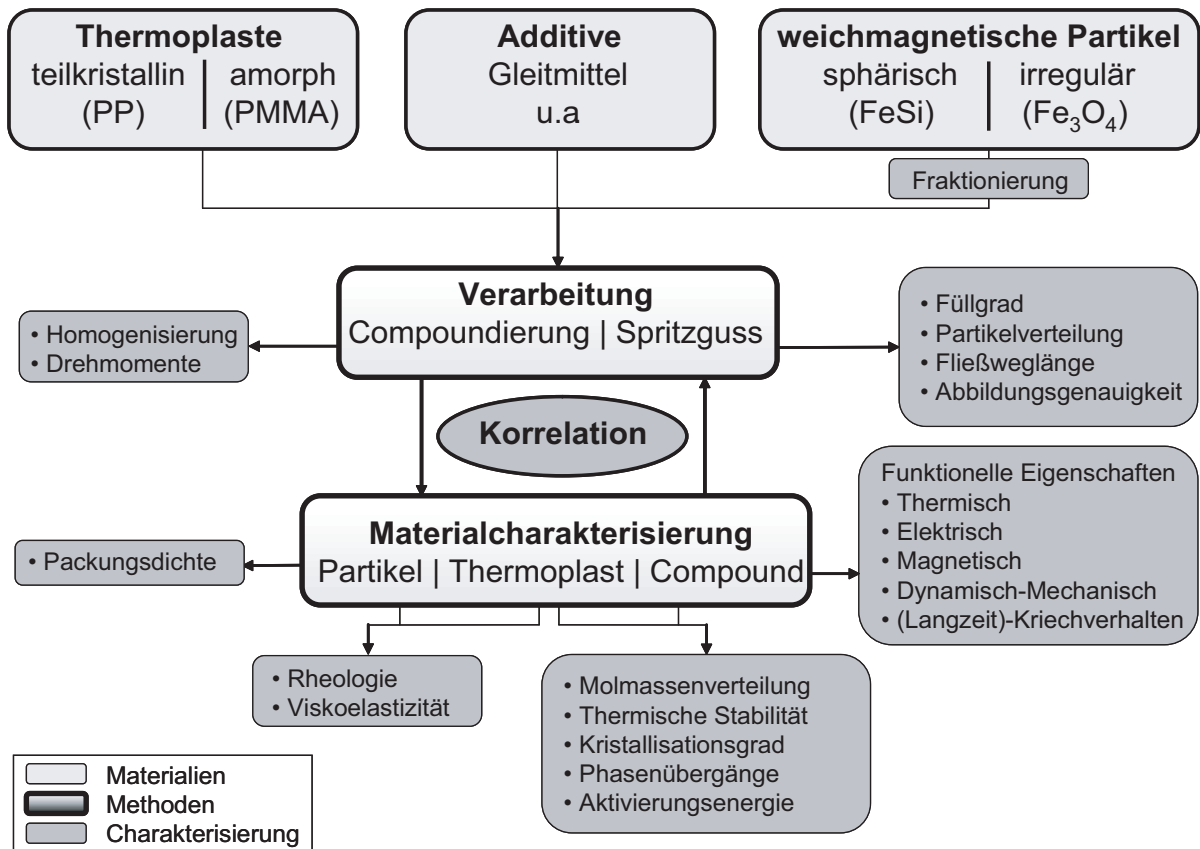 Thermoplaste
teilkristallin | amorph
(PP) | (PMMA)
Additive
Gleitmittel
u.a
weichmagnetische Partikel
sphärisch | irregulär
(FeSi) | (Fe₃O₄)
Fraktionierung
Verarbeitung
Compoundierung | Spritzguss
• Homogenisierung
• Drehmomente
• Füllgrad
• Partikelverteilung
• Fließweglänge
• Abbildungsgenauigkeit
Korrelation
Materialcharakterisierung
Partikel | Thermoplast | Compound
• Packungsdichte
Funktionelle Eigenschaften
• Thermisch
• Elektrisch
• Magnetisch
• Dynamisch-Mechanisch
• (Langzeit)-Kriechverhalten
• Rheologie
• Viskoelastizität
• Molmassenverteilung
• Thermische Stabilität
• Kristallisationsgrad
• Phasenübergänge
• Aktivierungsenergie
Materialien
Methoden
Charakterisierung